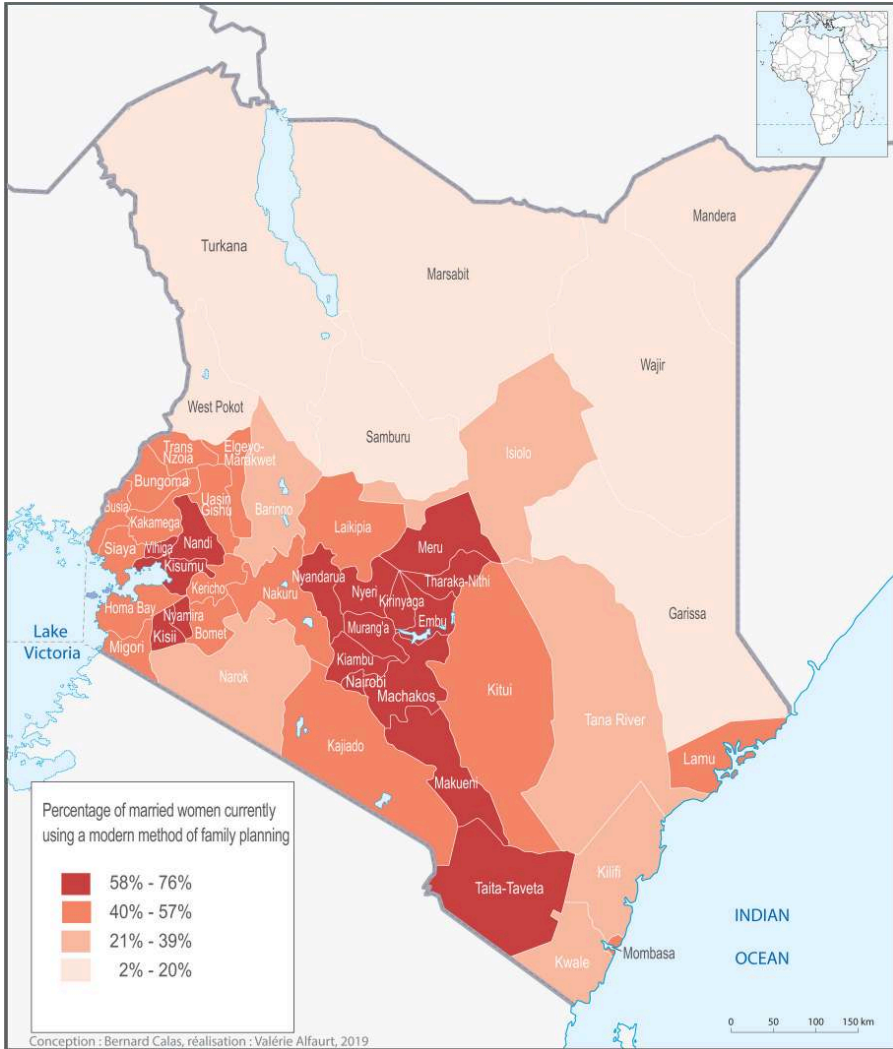 Mandera
Turkana
Marsabit
Wajir
West Pokot
Samburu
Isiolo
Trans
Nzoia
Elgeyo-
Marakwet
Bungoma
Uasin
Gishu
Barinno
Busia
Kakamega
Laikipia
Siaya
Vihiga
Nandi
Meru
Kisumu
Nyandarua
Nyeri
Tharaka-Nithi
Kericho
Nakuru
Kirinyaga
Homa Bay
Nyamira
Embu
Garissa
Murang'a
Kisii
Bomet
Lake
Victoria
Migori
Kiambu
Narok
Nairobi
Machakos
Kitui
Tana River
Kajiado
Lamu
Makueni
Taita-Taveta
Kilifi
Kwale
Mombasa
INDIAN
OCEAN
Percentage of married women currently
using a modern method of family planning
58% - 76%
40% - 57%
21% - 39%
2% - 20%
0 50 100 150 km
Conception : Bernard Calas, réalisation : Valérie Alfaurt, 2019